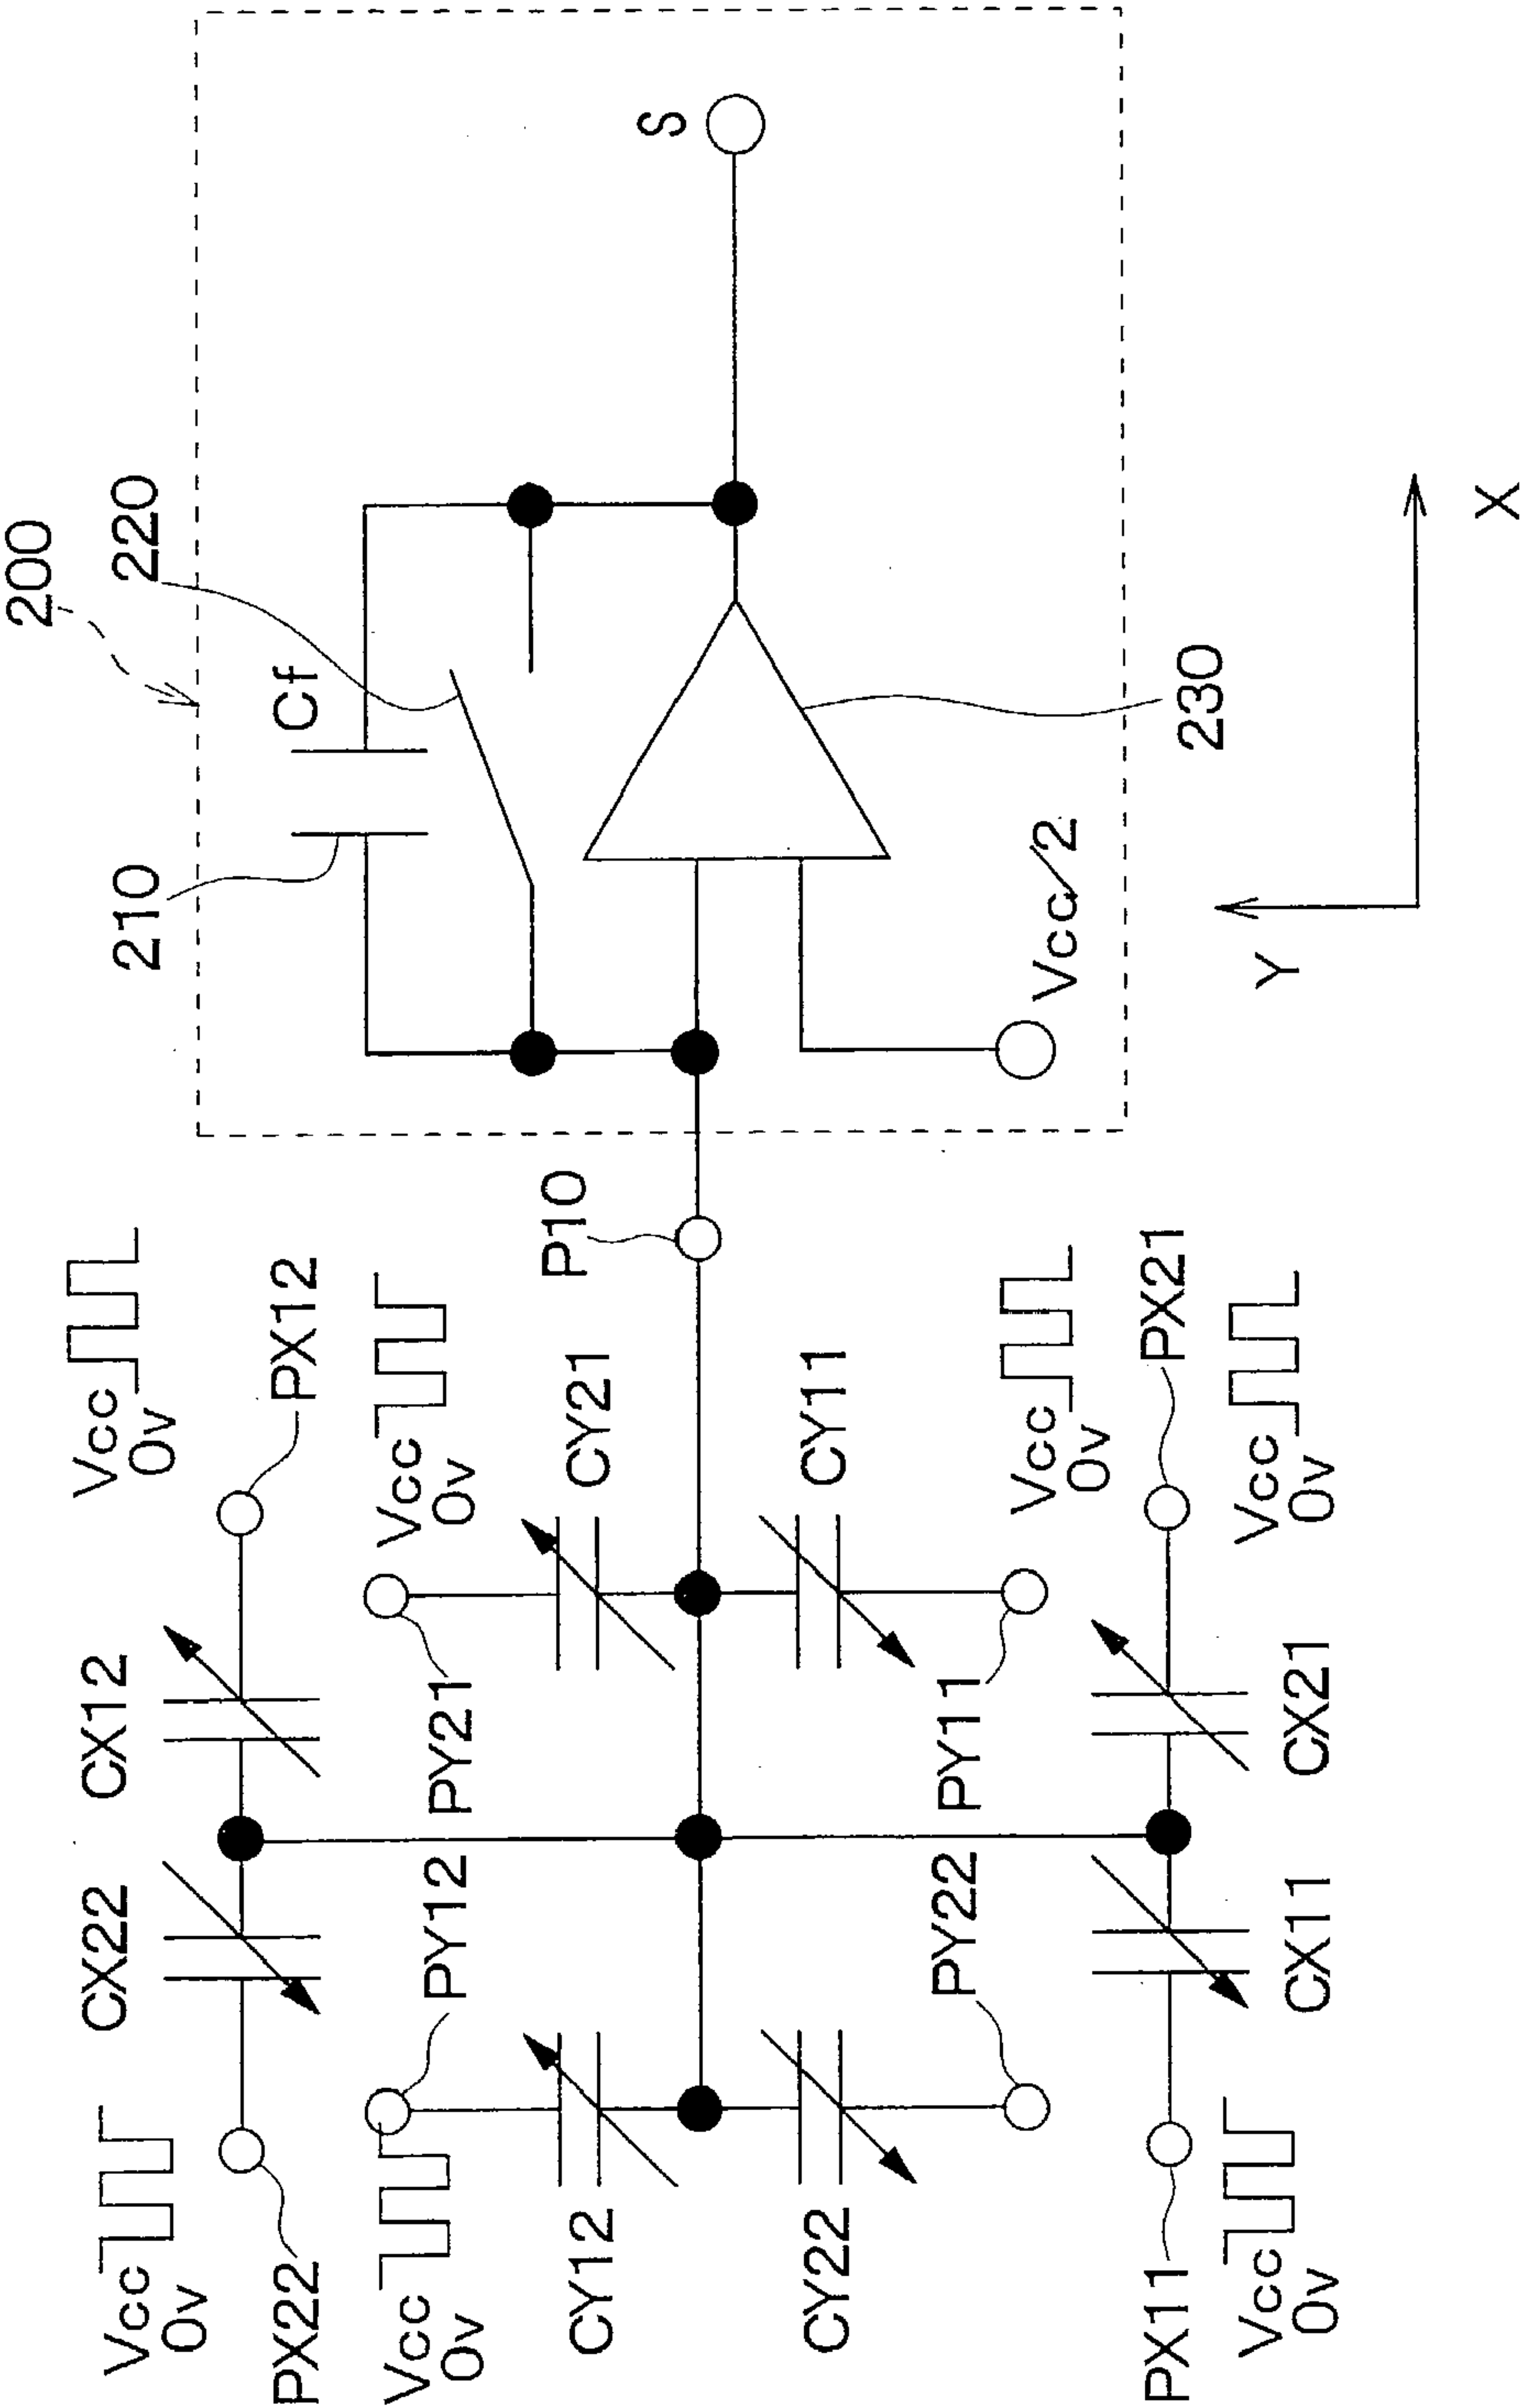 200
220
210
Cf
S
230
Vcc/2
P10
Y
X
Vcc
0v
PX12
CX12
CX22
Vcc
0v
PX22
Vcc
0v
PY21
CY21
PY12
Vcc
0v
CY12
CY11
PY11
Vcc
0v
PY22
CY22
PX21
Vcc
0v
CX21
CX11
PX11
Vcc
0v